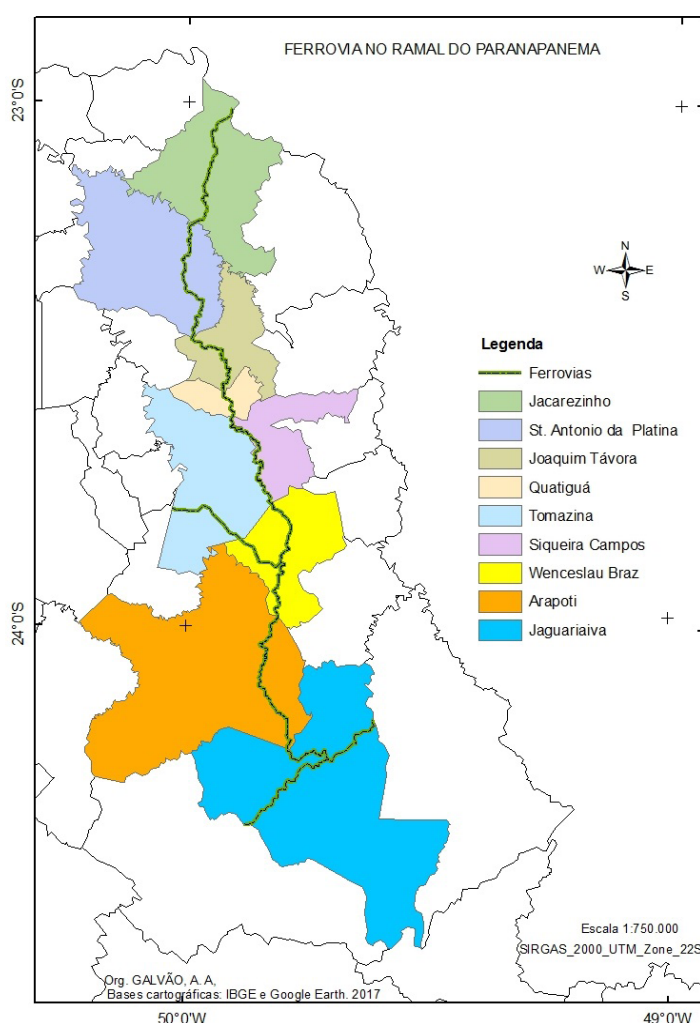 FERROVIA NO RAMAL DO PARANAPANEMA
23°0'S
N
W E
S
Legenda
Ferrovias
Jacarezinho
St. Antonio da Platina
Joaquim Távora
Quatiguá
Tomazina
Siqueira Campos
Wenceslau Braz
Arapoti
Jaguariaiva
24°0'S
Escala 1:750.000
SIRGAS_2000_UTM_Zone_22S
Org. GALVÃO, A. A,
Bases cartográficas: IBGE e Google Earth. 2017
50°0'W
49°0'W